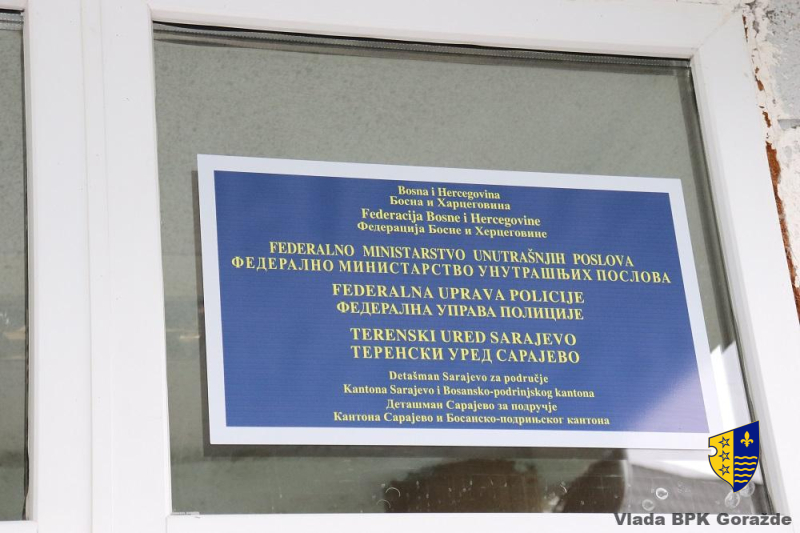 Bosna i Hercegovina
Босна и Харцеговина
Federacija Bosne i Hercegovine
Федерација Босне и Херцеговине
FEDERALNO MINISTARSTVO UNUTRAŠNJIH POSLOVA
ФЕДЕРАЛНО МИНИСТАРСТВО УНУТРАШЊИХ ПОСЛОВА
FEDERALNA UPRAVA POLICIJE
ФЕДЕРАЛНА УПРАВА ПОЛИЦИЈЕ
TERENSKI URED SARAJEVO
ТЕРЕНСКИ УРЕД САРАЈЕВО
Detašman Sarajevo za područje
Kantona Sarajevo i Bosansko-podrinjskog kantona
Деташман Сарајево за подручје
Кантона Сарајево и Босанско-подрињског кантона
Vlada BPK Goražde